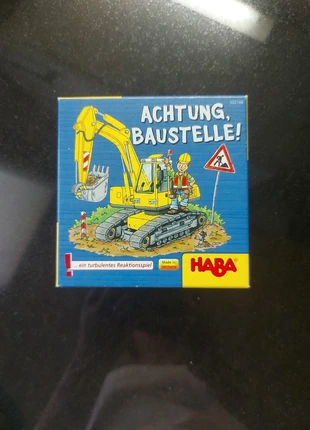 ACHTUNG,
BAUSTELLE!
... ein turbulentes Reaktionsspiel
HABA